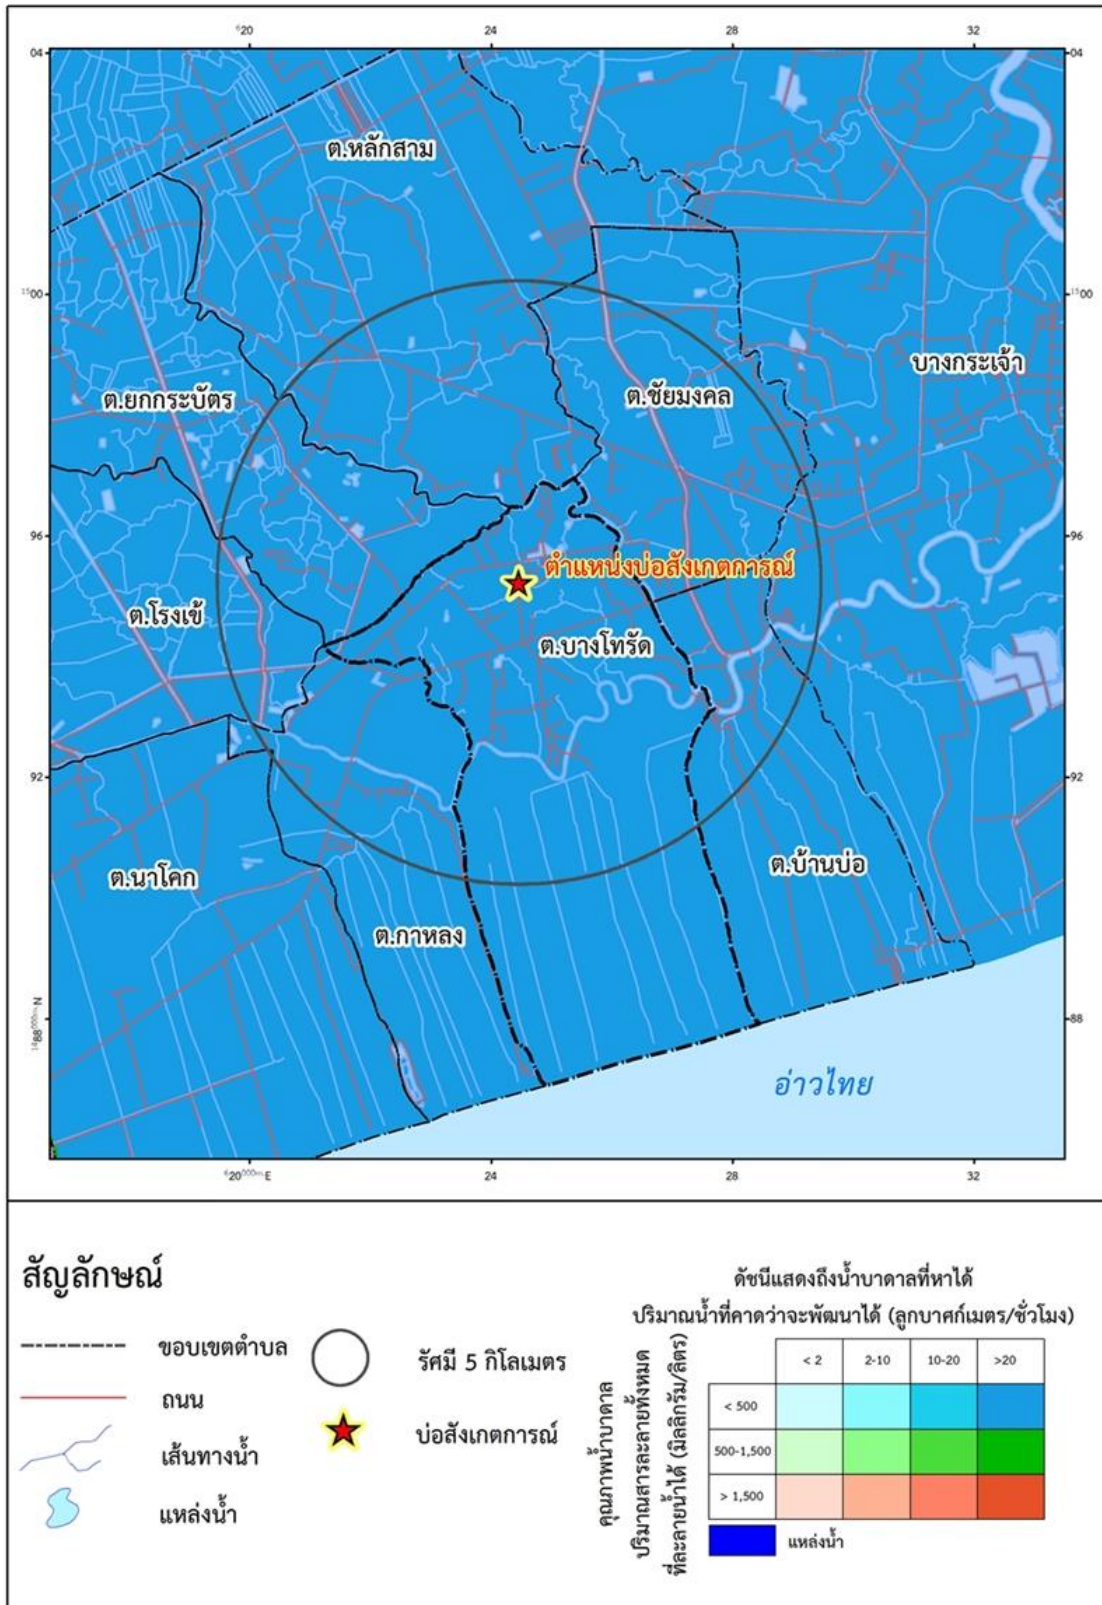 ⁶20 24 28 32
04 04
ต.หลักสาม
¹⁵00 00
บางกระเจ้า
ต.ชัยมงคล
ต.ยกกระบัตร
96 96
ตำแหน่งบ่อสังเกตการณ์
ต.โรงเข้
ต.บางโทรัด
92 92
ต.บ้านบ่อ
ต.นาโคก
ต.กาหลง
¹⁴88⁰⁰⁰ᵐ·N 88
อ่าวไทย
⁶20⁰⁰⁰ᵐ·E 24 28 32
สัญลักษณ์
ขอบเขตตำบล
ถนน
เส้นทางน้ำ
แหล่งน้ำ
รัศมี 5 กิโลเมตร
บ่อสังเกตการณ์
ดัชนีแสดงถึงน้ำบาดาลที่หาได้
ปริมาณน้ำที่คาดว่าจะพัฒนาได้ (ลูกบาศก์เมตร/ชั่วโมง)
คุณภาพน้ำบาดาล
ปริมาณสารละลายทั้งหมด
ที่ละลายน้ำได้ (มิลลิกรัม/ลิตร)
< 2 2-10 10-20 >20
< 500
500-1,500
> 1,500
แหล่งน้ำ